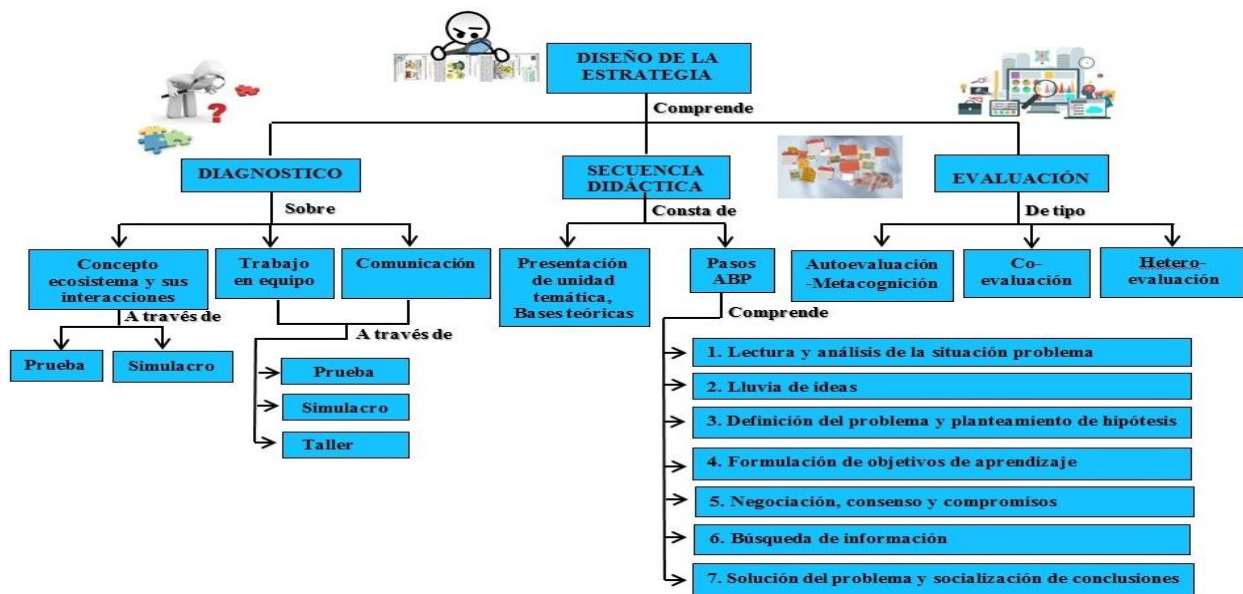 DISEÑO DE LA
ESTRATEGIA
Comprende
DIAGNOSTICO
SECUENCIA
DIDÁCTICA
EVALUACIÓN
Sobre
Consta de
De tipo
Concepto
ecosistema y sus
interacciones
Trabajo
en equipo
Comunicación
Presentación
de unidad
temática,
Bases teóricas
Pasos
ABP
Autoevaluación
-Metacognición
Co-
evaluación
Hetero-
evaluación
A través de
Prueba
Simulacro
A través de
Prueba
Simulacro
Taller
Comprende
1. Lectura y análisis de la situación problema
2. Lluvia de ideas
3. Definición del problema y planteamiento de hipótesis
4. Formulación de objetivos de aprendizaje
5. Negociación, consenso y compromisos
6. Búsqueda de información
7. Solución del problema y socialización de conclusiones